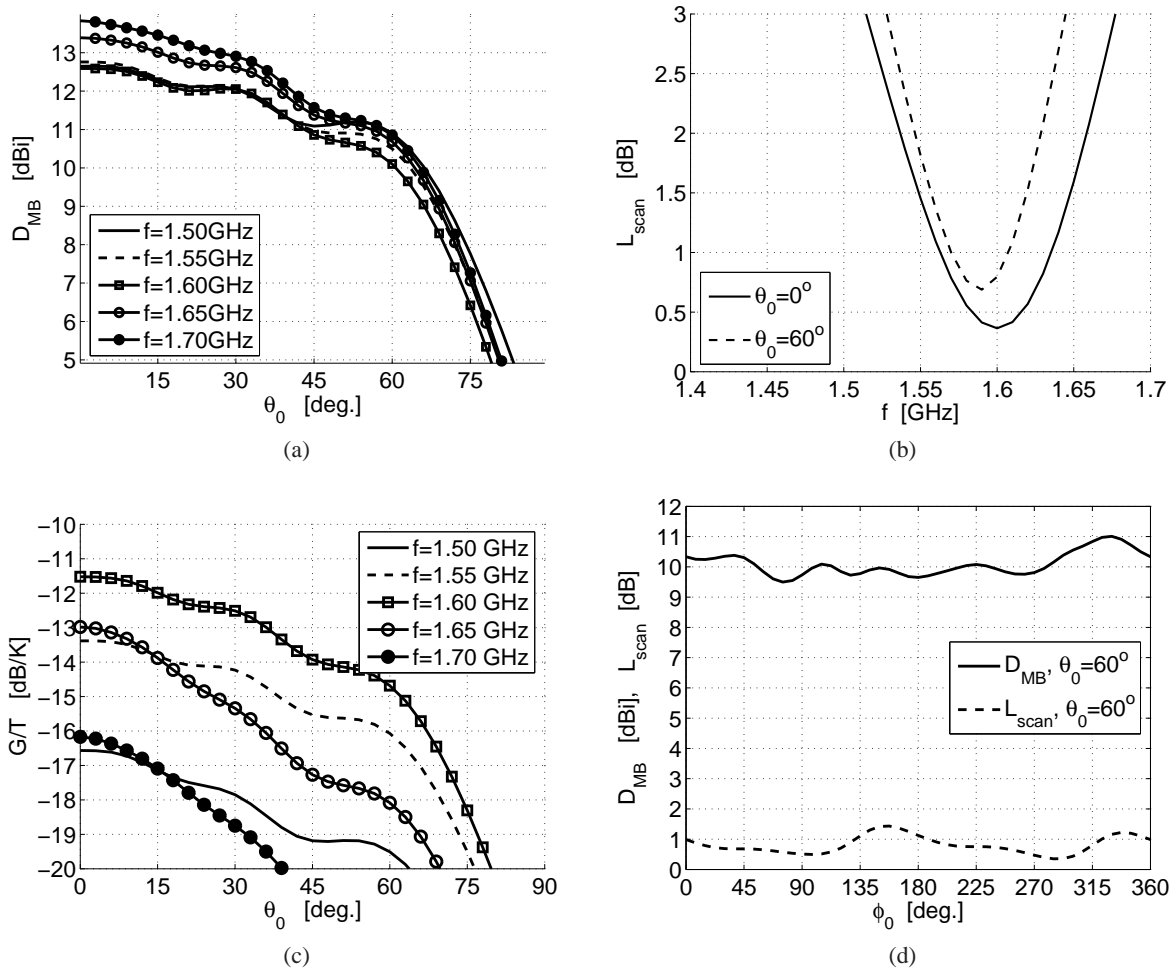 13
12
11
10
9
8
7
6
5
D_MB [dBi]
f=1.50GHz
f=1.55GHz
f=1.60GHz
f=1.65GHz
f=1.70GHz
15 30 45 60 75
θ_0 [deg.]
(a)
3
2.5
2
1.5
1
0.5
0
L_scan [dB]
θ_0=0°
θ_0=60°
1.4 1.45 1.5 1.55 1.6 1.65 1.7
f [GHz]
(b)
−10
−11
−12
−13
−14
−15
−16
−17
−18
−19
−20
G/T [dB/K]
f=1.50 GHz
f=1.55 GHz
f=1.60 GHz
f=1.65 GHz
f=1.70 GHz
0 15 30 45 60 75 90
θ_0 [deg.]
(c)
12
11
10
9
8
7
6
5
4
3
2
1
0
D_MB [dBi], L_scan [dB]
D_MB, θ_0=60°
L_scan, θ_0=60°
0 45 90 135 180 225 270 315 360
ϕ_0 [deg.]
(d)